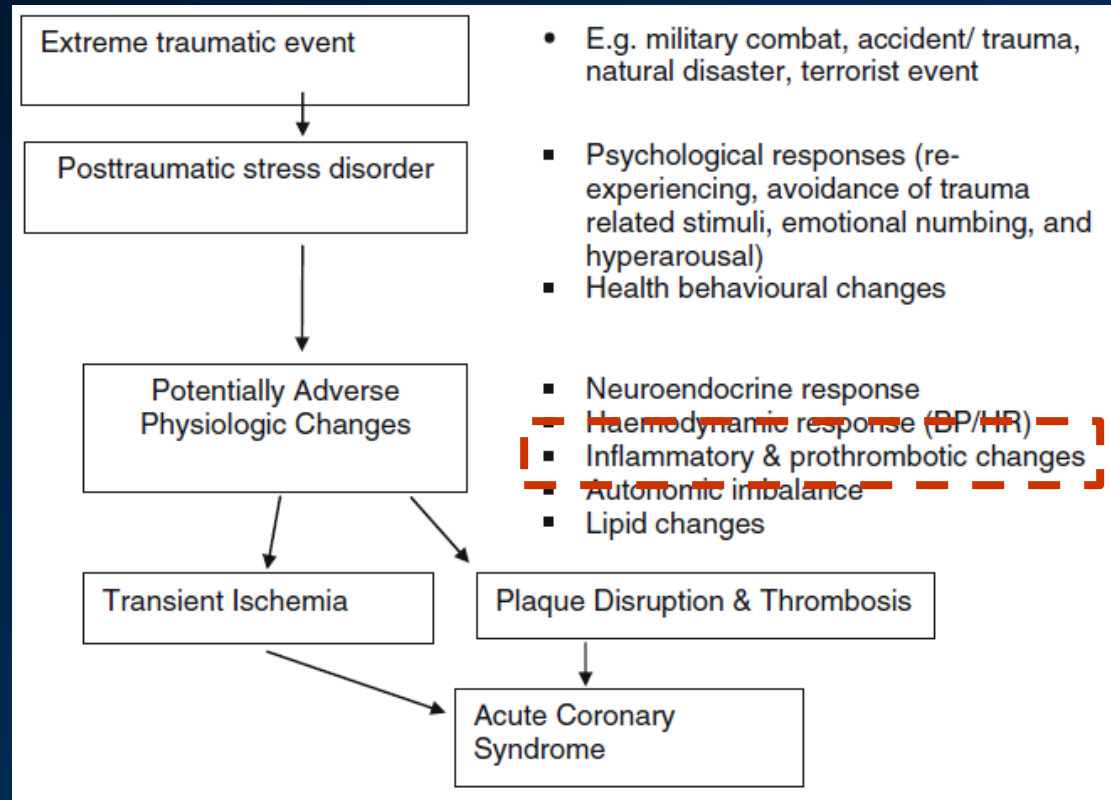 Extreme traumatic event
• E.g. military combat, accident/ trauma,
natural disaster, terrorist event
Posttraumatic stress disorder
▪ Psychological responses (re-
experiencing, avoidance of trauma
related stimuli, emotional numbing, and
hyperarousal)
▪ Health behavioural changes
Potentially Adverse
Physiologic Changes
▪ Neuroendocrine response
▪ Haemodynamic response (BP/HR)
▪ Inflammatory & prothrombotic changes
▪ Autonomic imbalance
▪ Lipid changes
Transient Ischemia
Plaque Disruption & Thrombosis
Acute Coronary
Syndrome